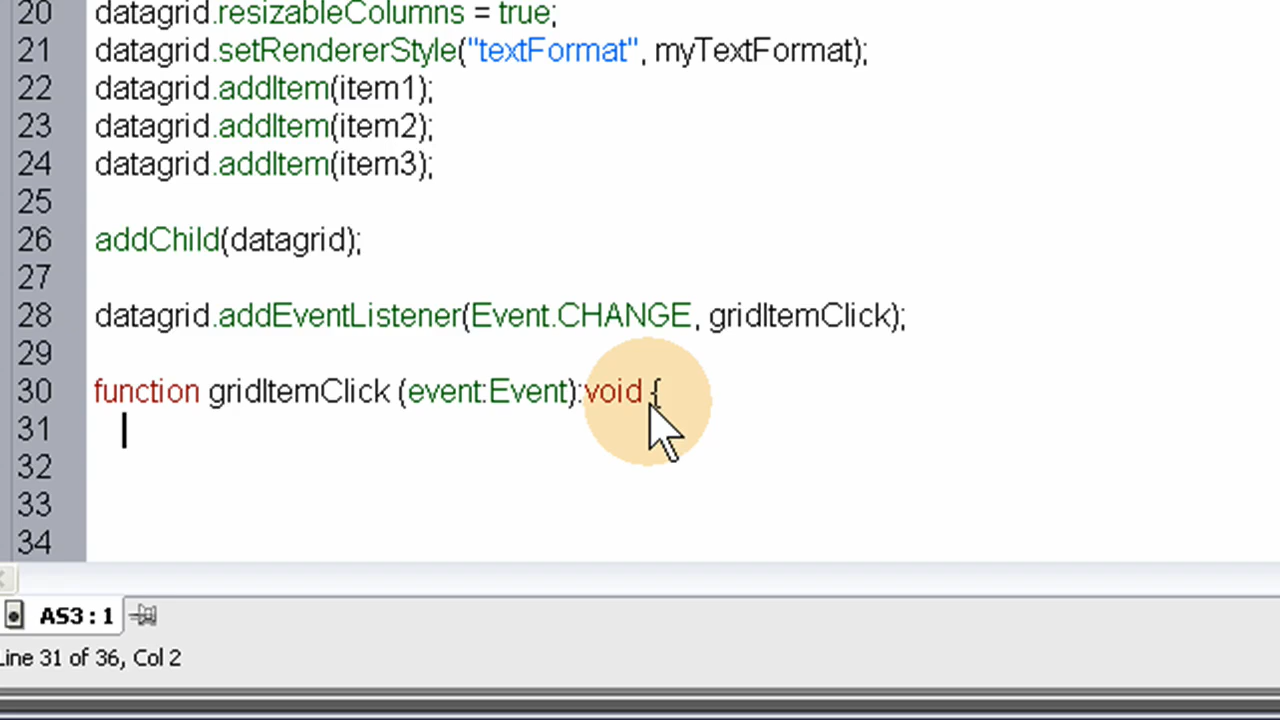 20 datagrid.resizableColumns = true;
21 datagrid.setRendererStyle("textFormat", myTextFormat);
22 datagrid.addItem(item1);
23 datagrid.addItem(item2);
24 datagrid.addItem(item3);
25
26 addChild(datagrid);
27
28 datagrid.addEventListener(Event.CHANGE, gridItemClick);
29
30 function gridItemClick (event:Event):void {
31
32
33
34
AS3 : 1
Line 31 of 36, Col 2